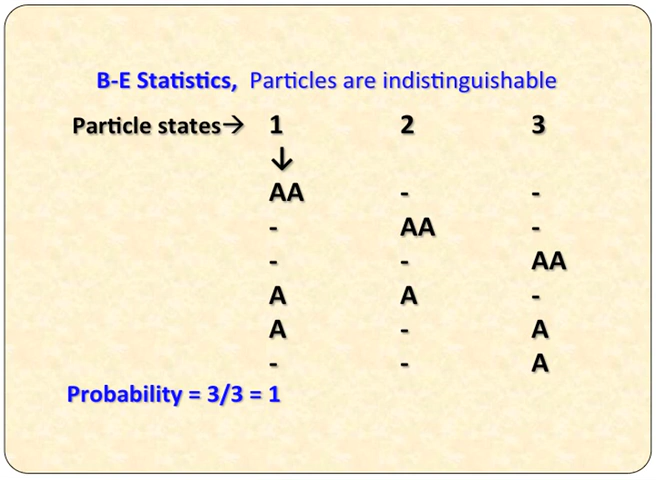 B-E Statistics, Particles are indistinguishable
Particle states→ 1 2 3
↓
AA - -
- AA -
- - AA
A A -
A - A
- - A
Probability = 3/3 = 1